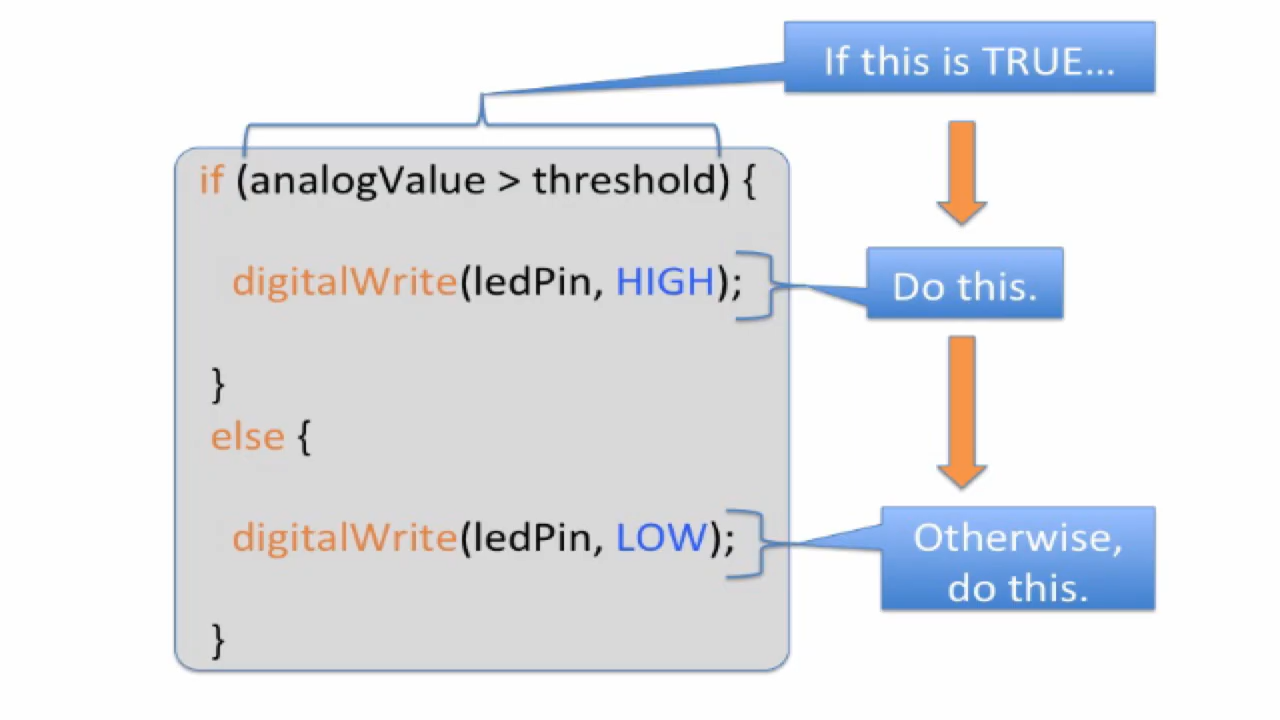 If this is TRUE...
if (analogValue > threshold) {
digitalWrite(ledPin, HIGH);
Do this.
}
else {
digitalWrite(ledPin, LOW);
Otherwise,
do this.
}